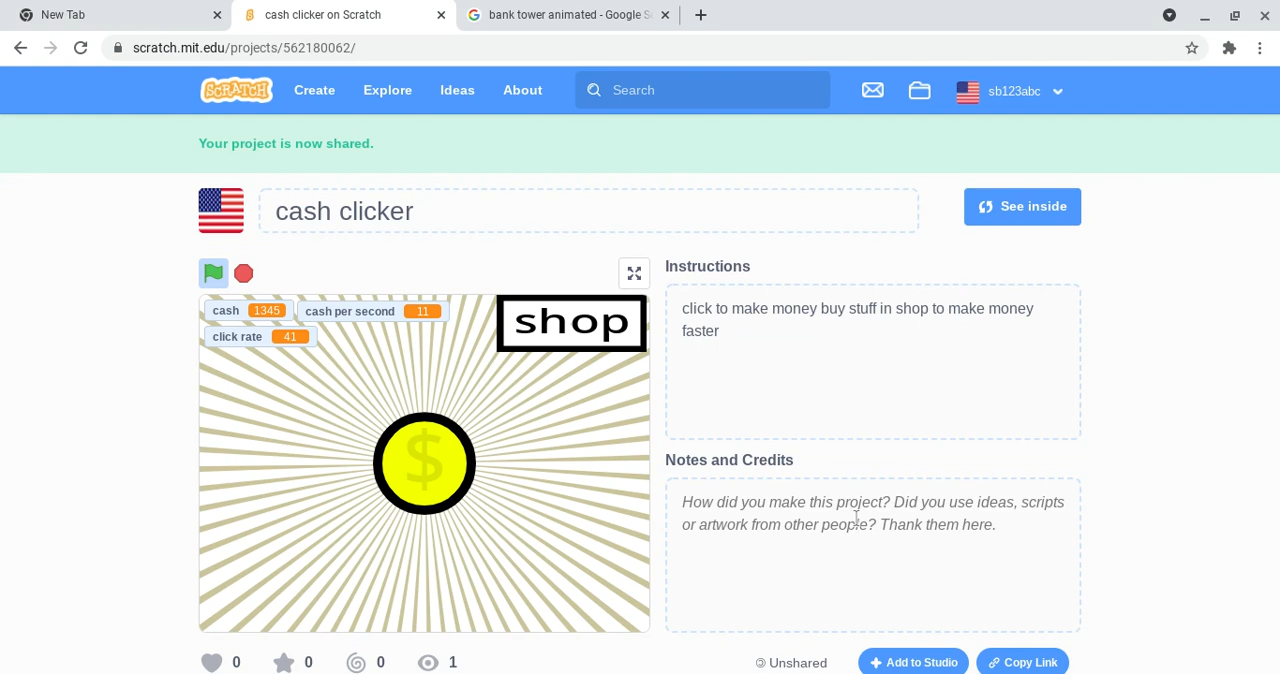 New Tab
cash clicker on Scratch
bank tower animated - Google S
scratch.mit.edu/projects/562180062/
SCRATCH
Create
Explore
Ideas
About
Search
sb123abc
Your project is now shared.
cash clicker
See inside
Instructions
cash 1345
cash per second 11
shop
click rate 41
click to make money buy stuff in shop to make money
faster
$
Notes and Credits
How did you make this project? Did you use ideas, scripts
or artwork from other people? Thank them here.
0
0
0
1
Unshared
Add to Studio
Copy Link